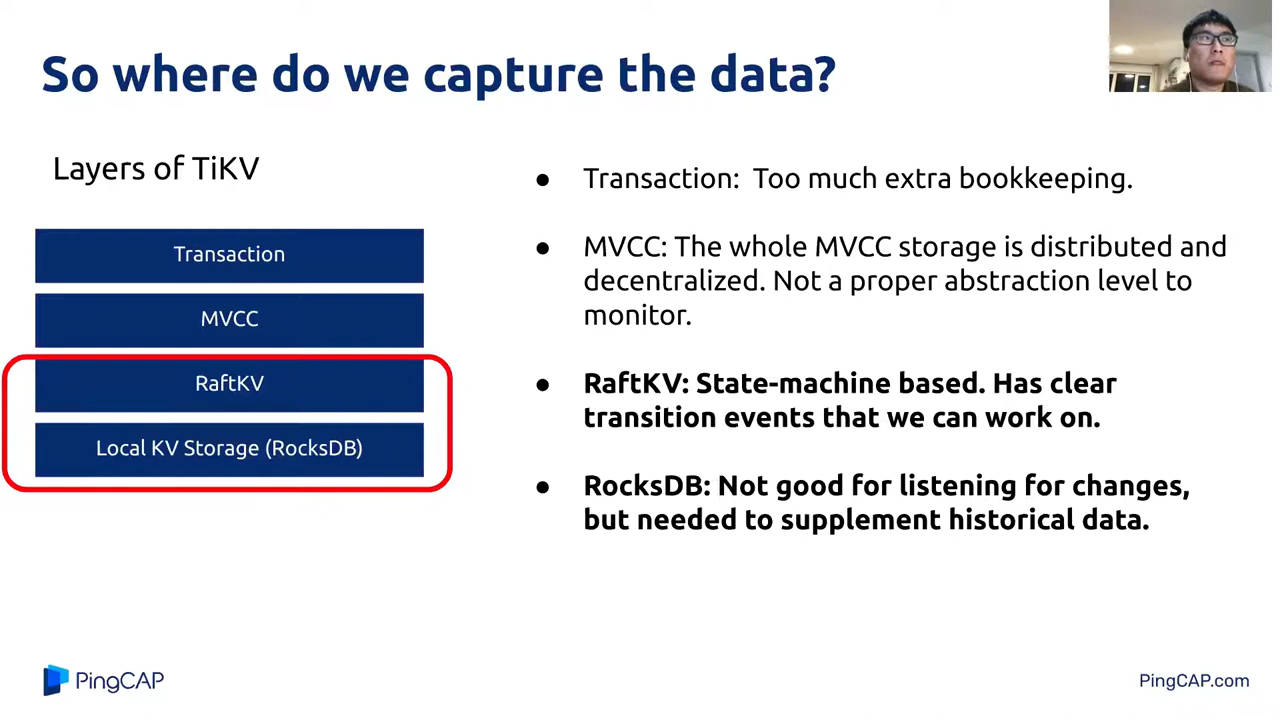 So where do we capture the data?
Layers of TiKV
Transaction
MVCC
RaftKV
Local KV Storage (RocksDB)
● Transaction: Too much extra bookkeeping.
● MVCC: The whole MVCC storage is distributed and
decentralized. Not a proper abstraction level to
monitor.
● RaftKV: State-machine based. Has clear
transition events that we can work on.
● RocksDB: Not good for listening for changes,
but needed to supplement historical data.
PingCAP
PingCAP.com